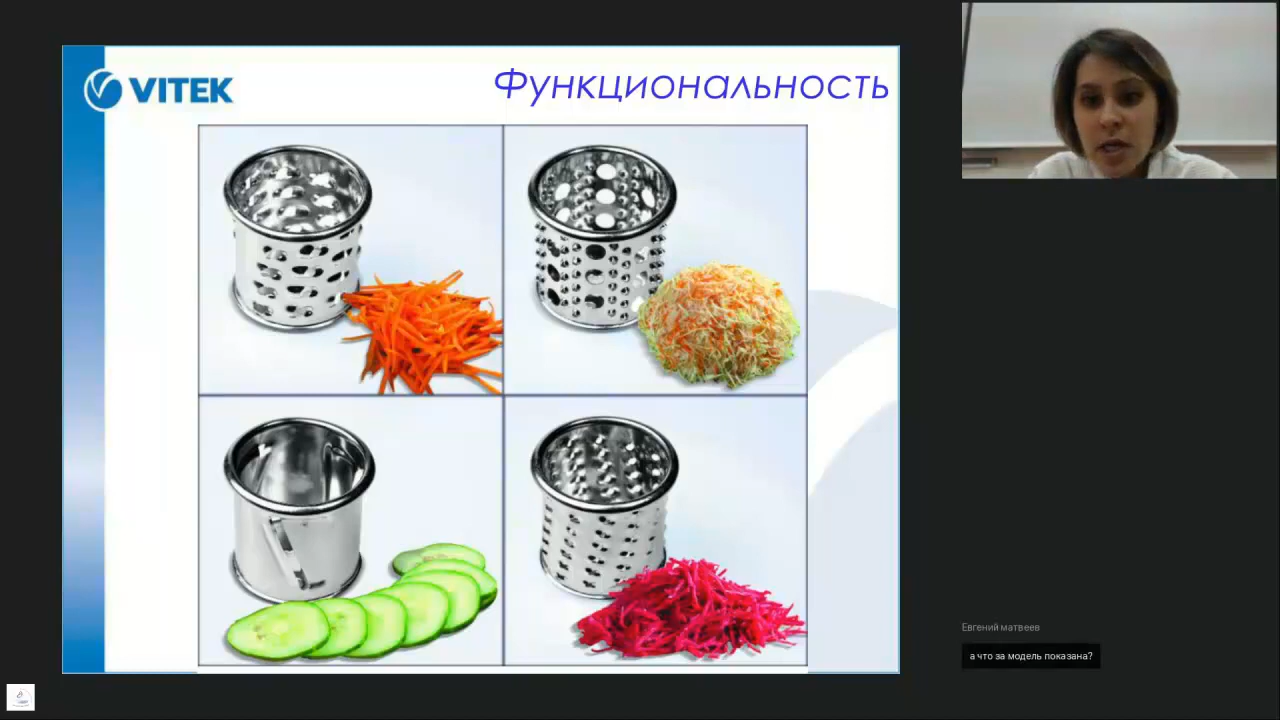 VITEK
Функциональность
Евгений матвеев
а что за модель показана?